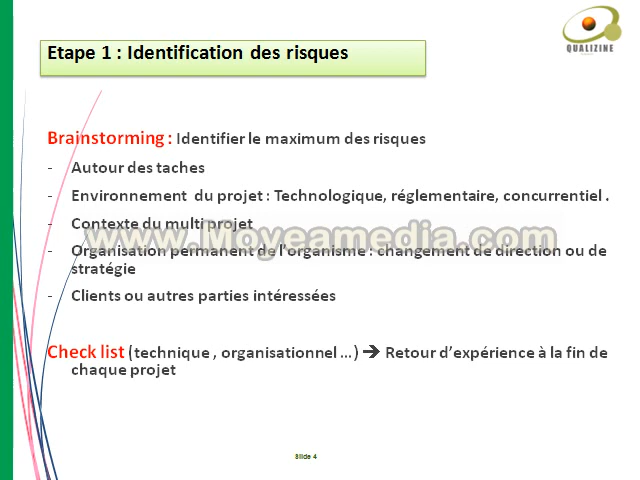 QUALIZINE
Etape 1 : Identification des risques
Brainstorming : Identifier le maximum des risques
- Autour des taches
- Environnement du projet : Technologique, réglementaire, concurrentiel .
- Contexte du multi projet
www.Moyeamedia.com
- Organisation permanent de l'organisme : changement de direction ou de
stratégie
- Clients ou autres parties intéressées
Check list (technique , organisationnel ...) ➔ Retour d'expérience à la fin de
chaque projet
Slide 4